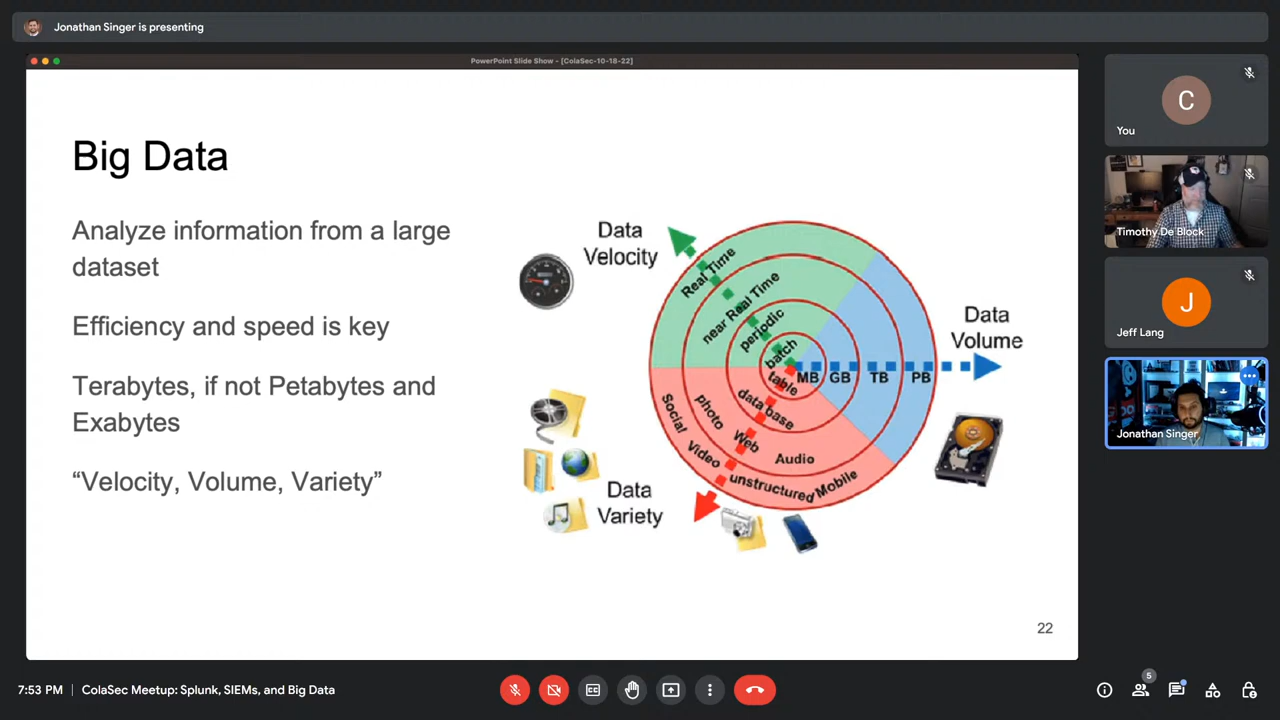 Jonathan Singer is presenting
PowerPoint Slide Show - [ColaSec-10-18-22]
Big Data
Analyze information from a large
dataset
Efficiency and speed is key
Terabytes, if not Petabytes and
Exabytes
“Velocity, Volume, Variety”
Data
Velocity
Real Time
near Real Time
periodic
batch
Data
Volume
MB GB TB PB
table
data base
photo
Web
Audio
Social
Video
unstructured
Mobile
Data
Variety
22
C
You
Timothy De Block
J
Jeff Lang
Jonathan Singer
7:53 PM
ColaSec Meetup: Splunk, SIEMs, and Big Data
CC
5